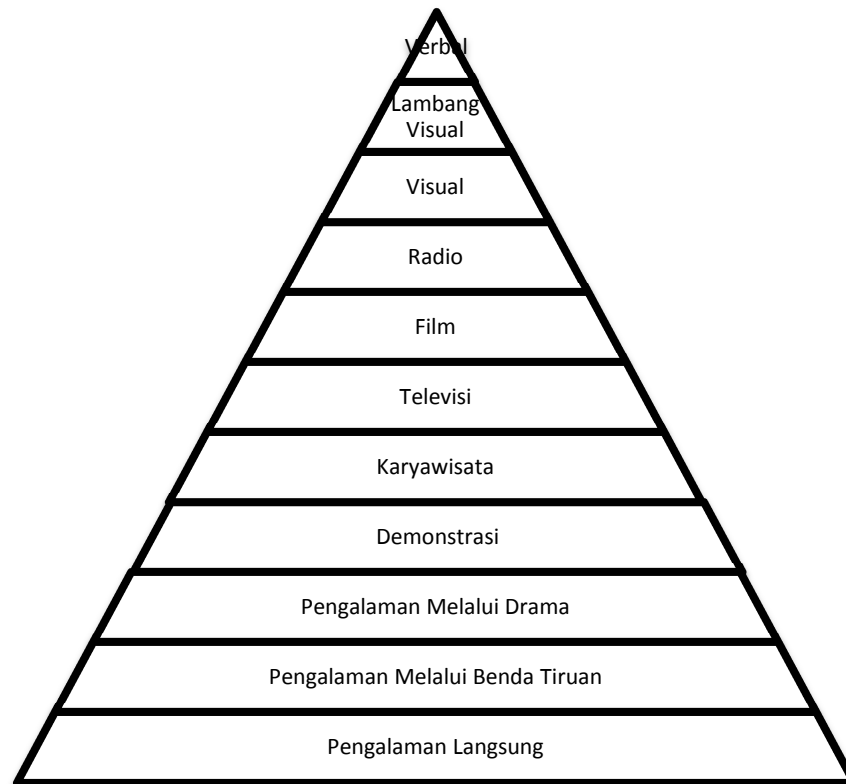 Verbal
Lambang
Visual
Visual
Radio
Film
Televisi
Karyawisata
Demonstrasi
Pengalaman Melalui Drama
Pengalaman Melalui Benda Tiruan
Pengalaman Langsung